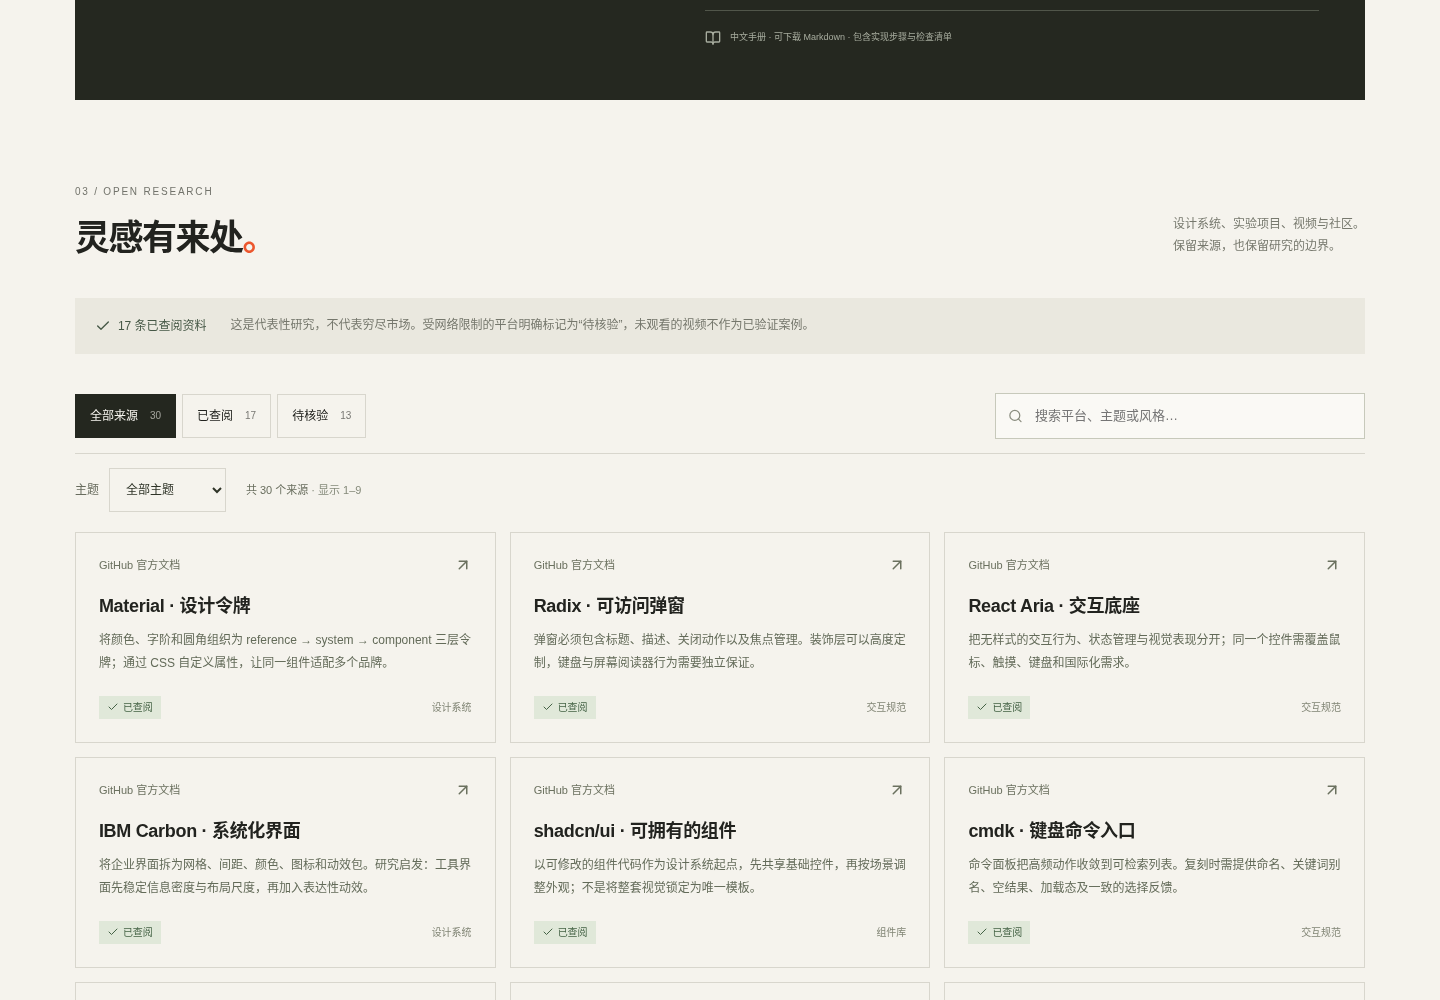 中文手册 · 可下载 Markdown · 包含实现步骤与检查清单
03 / OPEN RESEARCH
灵感有来处。
设计系统、实验项目、视频与社区。
保留来源，也保留研究的边界。
17 条已查阅资料 这是代表性研究，不代表穷尽市场。受网络限制的平台明确标记为“待核验”，未观看的视频不作为已验证案例。
全部来源 30 已查阅 17 待核验 13 搜索平台、主题或风格…
主题 全部主题 共 30 个来源 · 显示 1–9
GitHub 官方文档
Material · 设计令牌
将颜色、字阶和圆角组织为 reference → system → component 三层令
牌；通过 CSS 自定义属性，让同一组件适配多个品牌。
已查阅 设计系统
GitHub 官方文档
Radix · 可访问弹窗
弹窗必须包含标题、描述、关闭动作以及焦点管理。装饰层可以高度定
制，键盘与屏幕阅读器行为需要独立保证。
已查阅 交互规范
GitHub 官方文档
React Aria · 交互底座
把无样式的交互行为、状态管理与视觉表现分开；同一个控件需覆盖鼠
标、触摸、键盘和国际化需求。
已查阅 交互规范
GitHub 官方文档
IBM Carbon · 系统化界面
将企业界面拆为网格、间距、颜色、图标和动效包。研究启发：工具界
面先稳定信息密度与布局尺度，再加入表达性动效。
已查阅 设计系统
GitHub 官方文档
shadcn/ui · 可拥有的组件
以可修改的组件代码作为设计系统起点，先共享基础控件，再按场景调
整外观；不是将整套视觉锁定为唯一模板。
已查阅 组件库
GitHub 官方文档
cmdk · 键盘命令入口
命令面板把高频动作收敛到可检索列表。复刻时需提供命名、关键词别
名、空结果、加载态及一致的选择反馈。
已查阅 交互规范